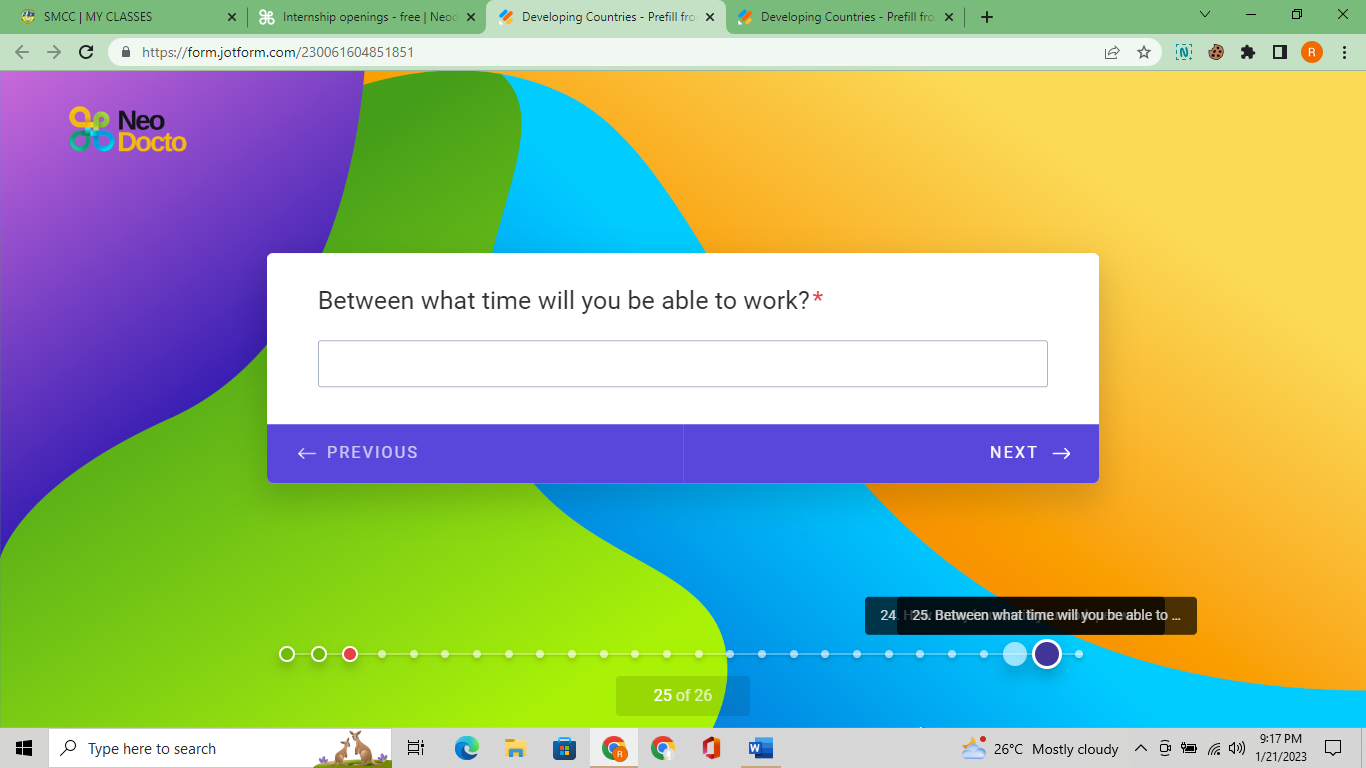 SMCC | MY CLASSES
Internship openings - free | Neod
Developing Countries - Prefill fro
Developing Countries - Prefill fro
https://form.jotform.com/230061604851851
R
Neo
Docto
Between what time will you be able to work?*
PREVIOUS
NEXT
24.
25. Between what time will you be able to ...
25 of 26
Type here to search
R
26°C Mostly cloudy
9:17 PM
1/21/2023